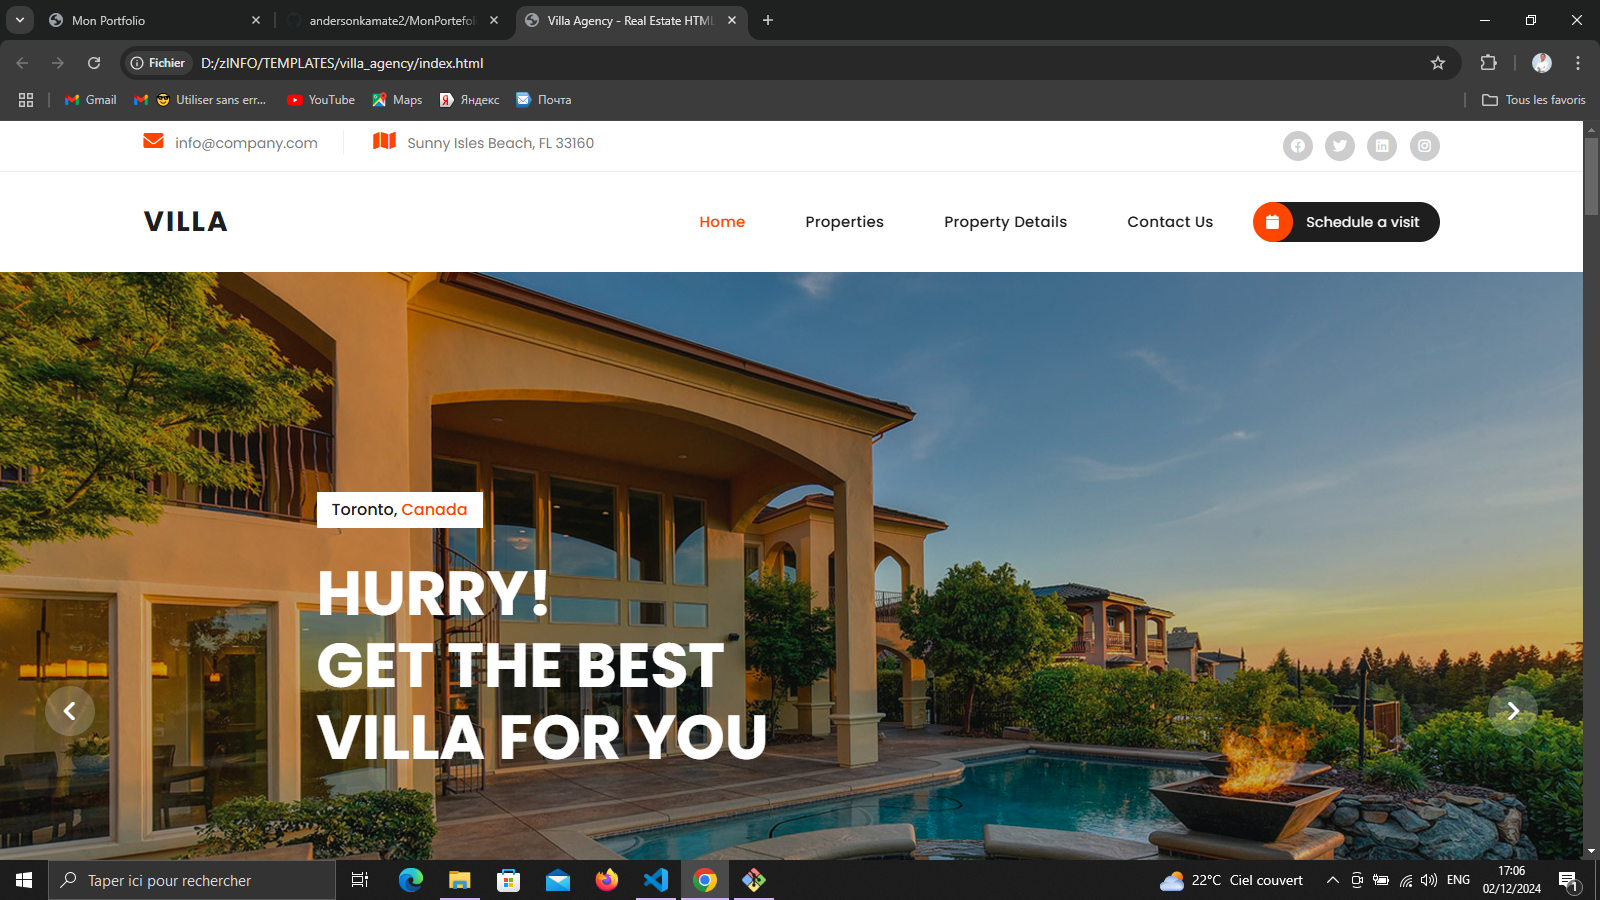 Mon Portfolio
andersonkamate2/MonPortefol
Villa Agency - Real Estate HTML
Fichier
D:/zINFO/TEMPLATES/villa_agency/index.html
Gmail
Utiliser sans err...
YouTube
Maps
Яндекс
Почта
Tous les favoris
info@company.com
Sunny Isles Beach, FL 33160
VILLA
Home
Properties
Property Details
Contact Us
Schedule a visit
Toronto, Canada
HURRY!
GET THE BEST
VILLA FOR YOU
Taper ici pour rechercher
22°C Ciel couvert
ENG
17:06
02/12/2024
1